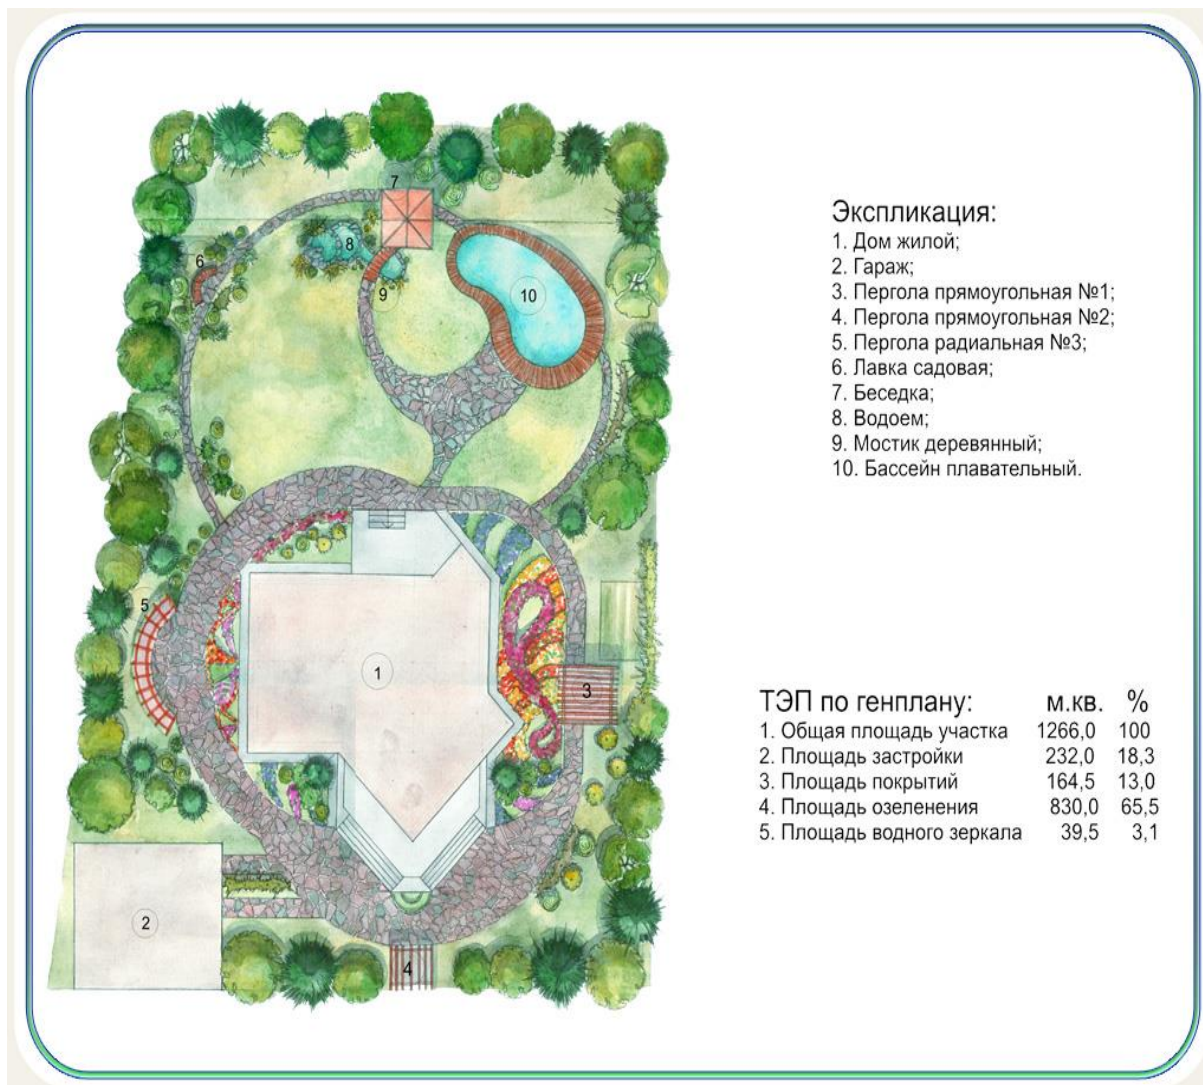 7
8
6
9
10
5
1
3
2
4
Экспликация:
1. Дом жилой;
2. Гараж;
3. Пергола прямоугольная №1;
4. Пергола прямоугольная №2;
5. Пергола радиальная №3;
6. Лавка садовая;
7. Беседка;
8. Водоем;
9. Мостик деревянный;
10. Бассейн плавательный.
ТЭП по генплану: м.кв. %
1. Общая площадь участка 1266,0 100
2. Площадь застройки 232,0 18,3
3. Площадь покрытий 164,5 13,0
4. Площадь озеленения 830,0 65,5
5. Площадь водного зеркала 39,5 3,1